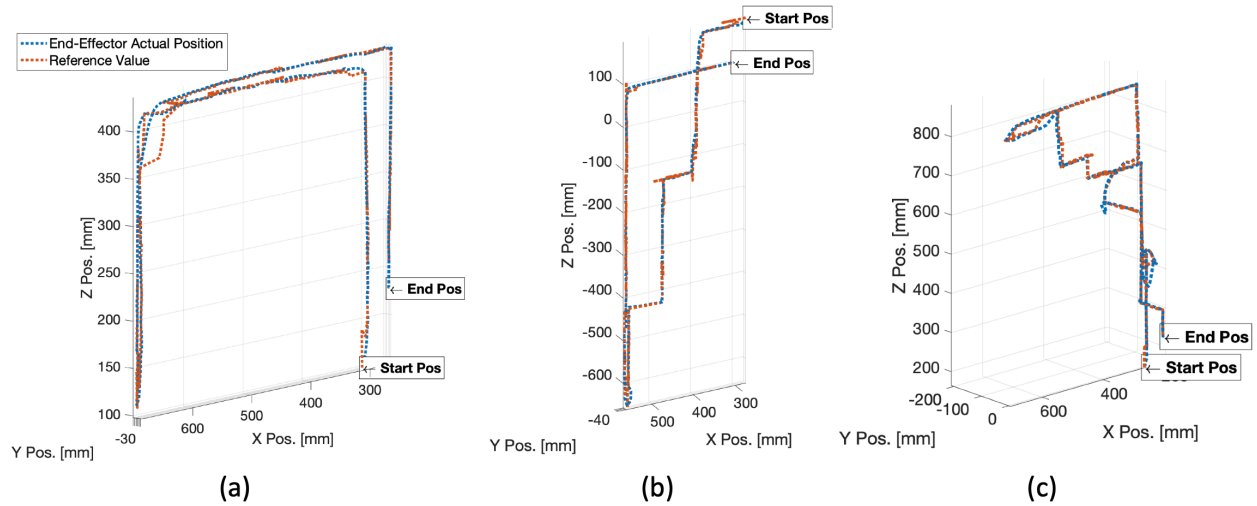 End-Effector Actual Position
Reference Value
400
350
300
250
200
150
100
Z Pos. [mm]
-30
600
500
400
300
X Pos. [mm]
Y Pos. [mm]
← End Pos
← Start Pos
(a)
← Start Pos
← End Pos
100
0
-100
-200
-300
-400
-500
-600
Z Pos. [mm]
-40
500
400
300
X Pos. [mm]
Y Pos. [mm]
(b)
800
700
600
500
400
300
200
Z Pos. [mm]
-200
-100
0
600
400
← End Pos
← Start Pos
Y Pos. [mm]
X Pos. [mm]
(c)